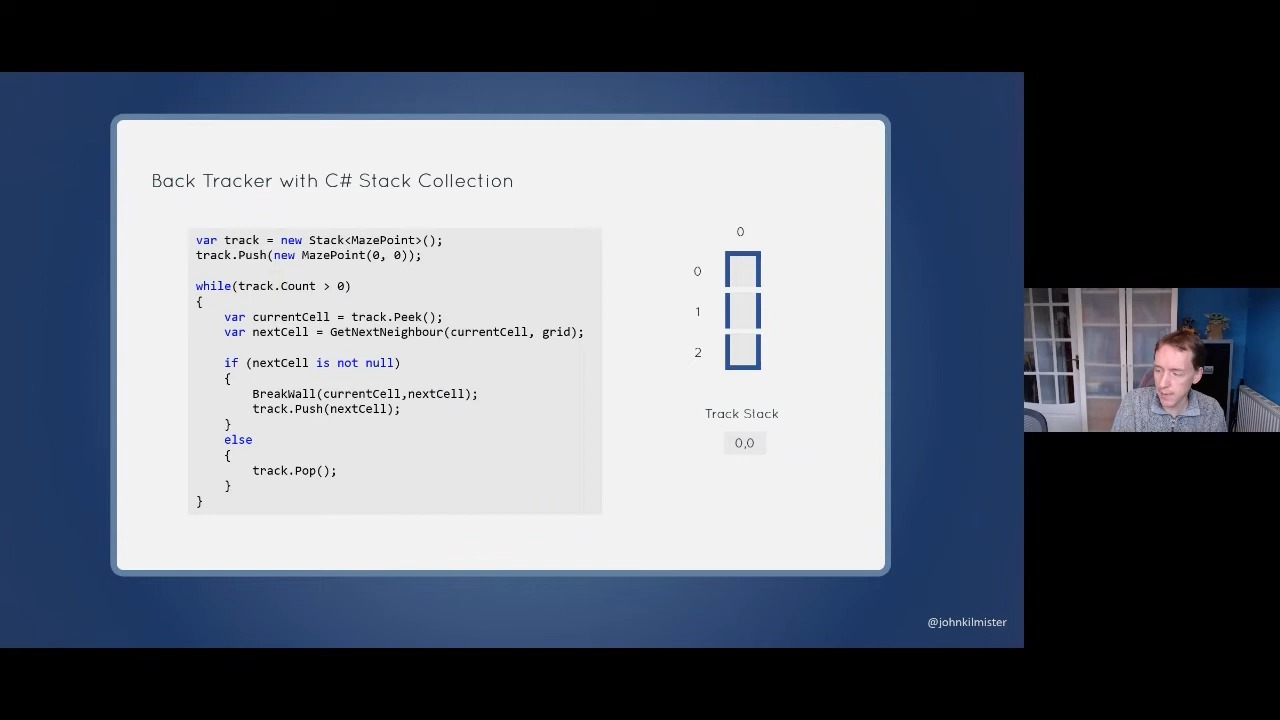 Back Tracker with C# Stack Collection
var track = new Stack<MazePoint>();
track.Push(new MazePoint(0, 0));
while(track.Count > 0)
{
var currentCell = track.Peek();
var nextCell = GetNextNeighbour(currentCell, grid);
if (nextCell is not null)
{
BreakWall(currentCell,nextCell);
track.Push(nextCell);
}
else
{
track.Pop();
}
}
0
0
1
2
Track Stack
0,0
@johnkilmister